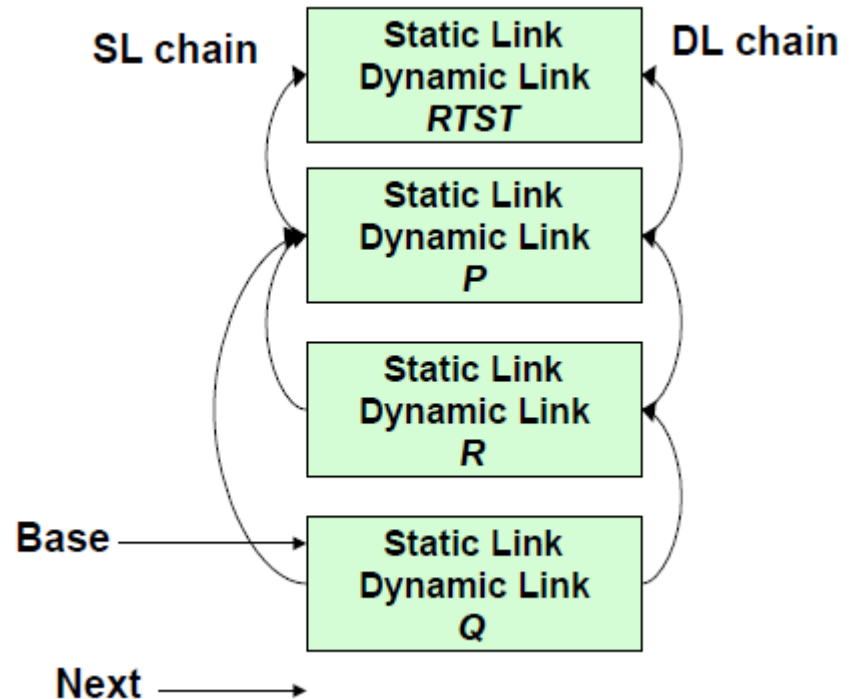 SL chain
DL chain
Static Link
Dynamic Link
RTST
Static Link
Dynamic Link
P
Static Link
Dynamic Link
R
Base
Static Link
Dynamic Link
Q
Next